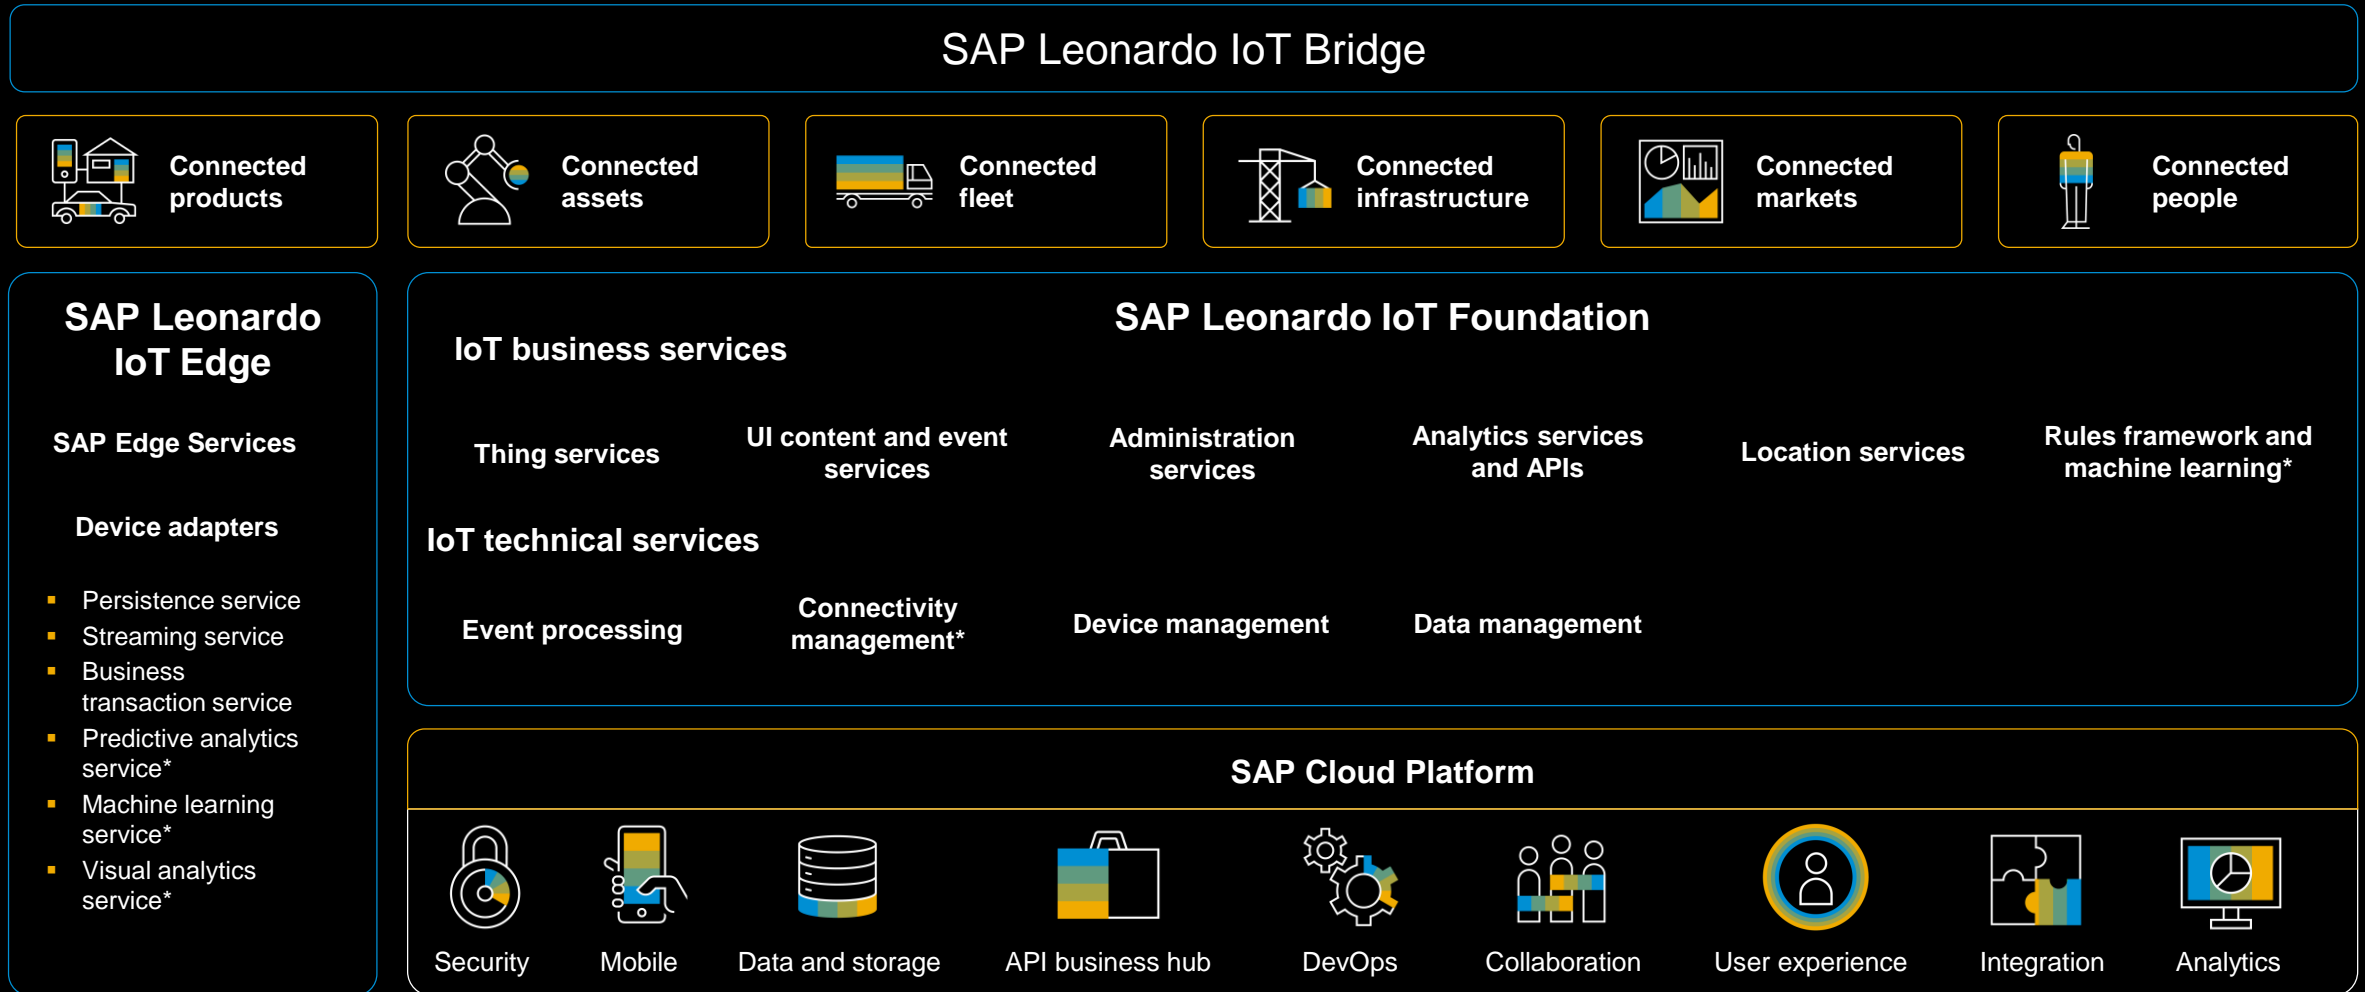 SAP Leonardo IoT Bridge
Connected
products
Connected
assets
Connected
fleet
Connected
infrastructure
Connected
markets
Connected
people
SAP Leonardo
IoT Edge
SAP Edge Services
Device adapters
Persistence service
Streaming service
Business
transaction service
Predictive analytics
service*
Machine learning
service*
Visual analytics
service*
SAP Leonardo IoT Foundation
IoT business services
Thing services
UI content and event
services
Administration
services
Analytics services
and APIs
Location services
Rules framework and
machine learning*
IoT technical services
Event processing
Connectivity
management*
Device management
Data management
SAP Cloud Platform
Security
Mobile
Data and storage
API business hub
DevOps
Collaboration
User experience
Integration
Analytics